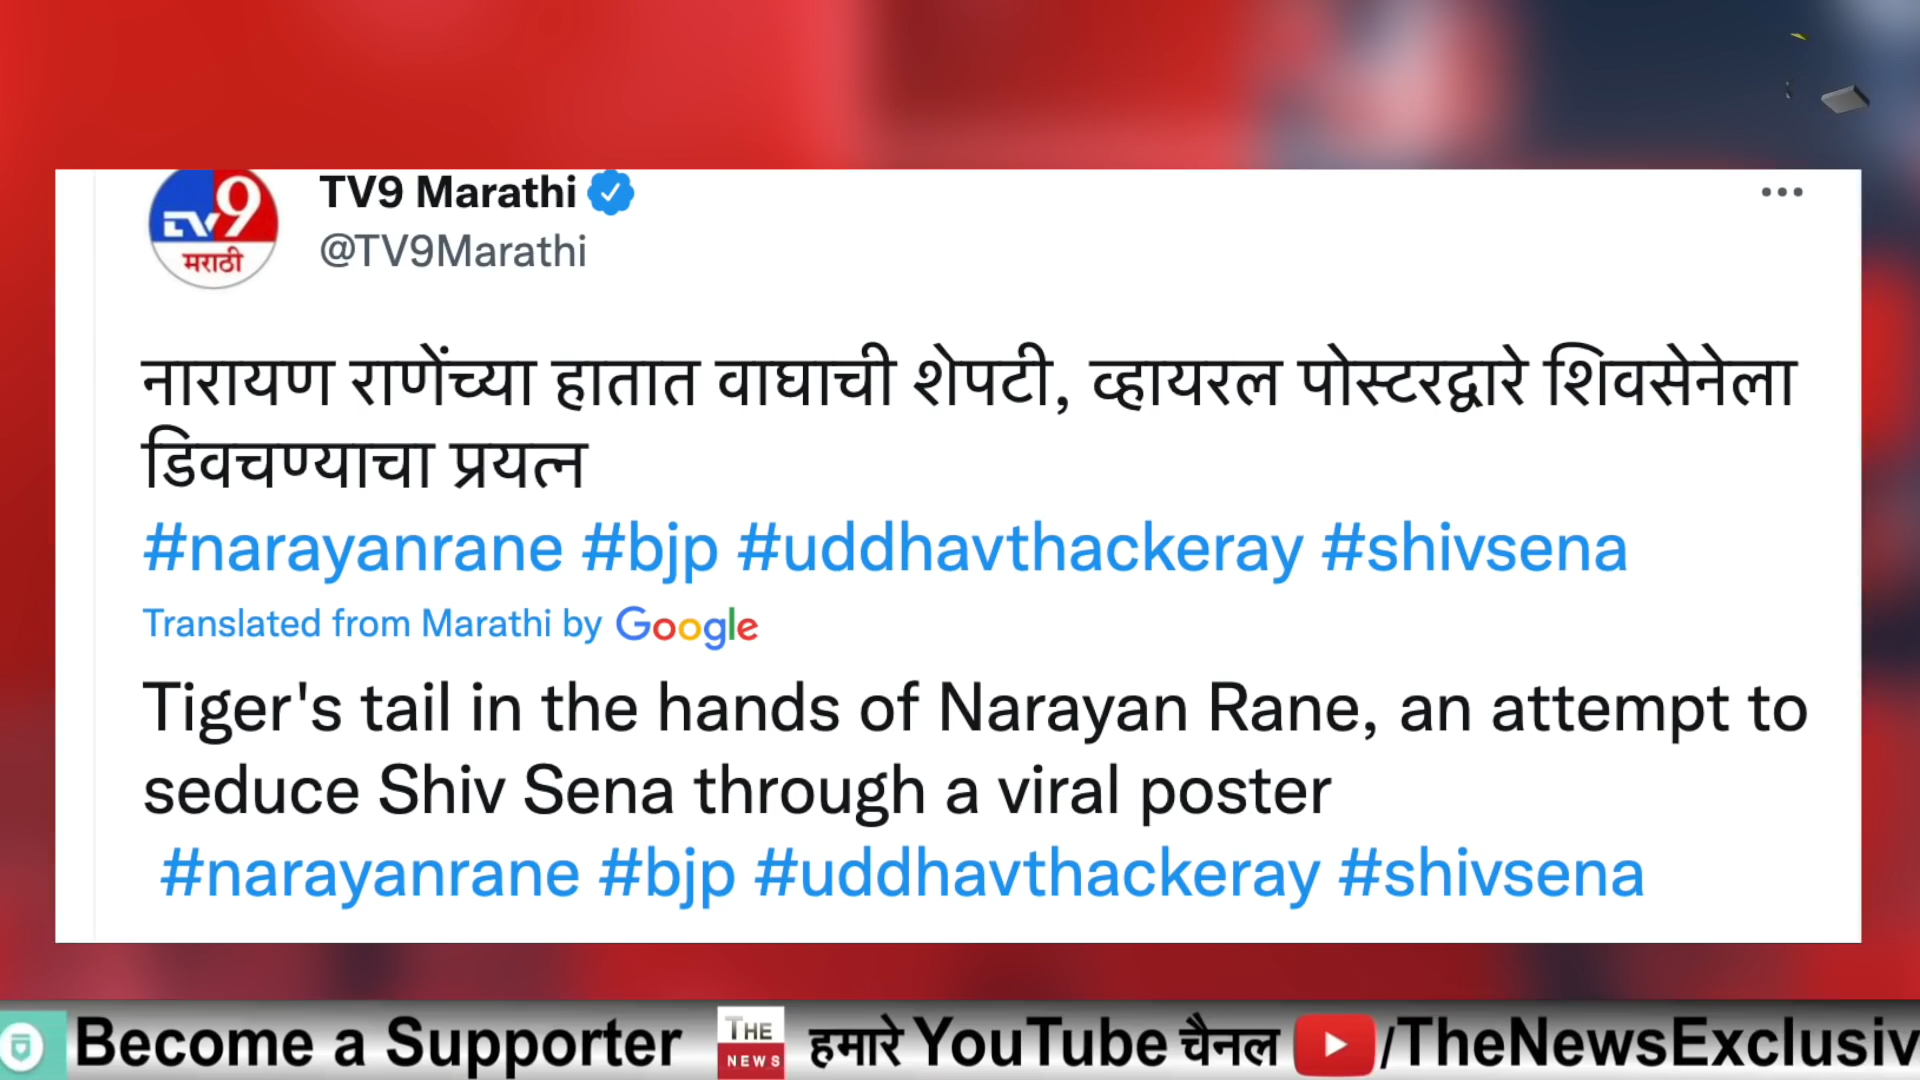 TV9
मराठी
TV9 Marathi
@TV9Marathi
नारायण राणेंच्या हातात वाघाची शेपटी, व्हायरल पोस्टरद्वारे शिवसेनेला
डिवचण्याचा प्रयत्न
#narayanrane #bjp #uddhavthackeray #shivsena
Translated from Marathi by Google
Tiger's tail in the hands of Narayan Rane, an attempt to
seduce Shiv Sena through a viral poster
#narayanrane #bjp #uddhavthackeray #shivsena
Become a Supporter THE NEWS हमारे YouTube चैनल /TheNewsExclusiv